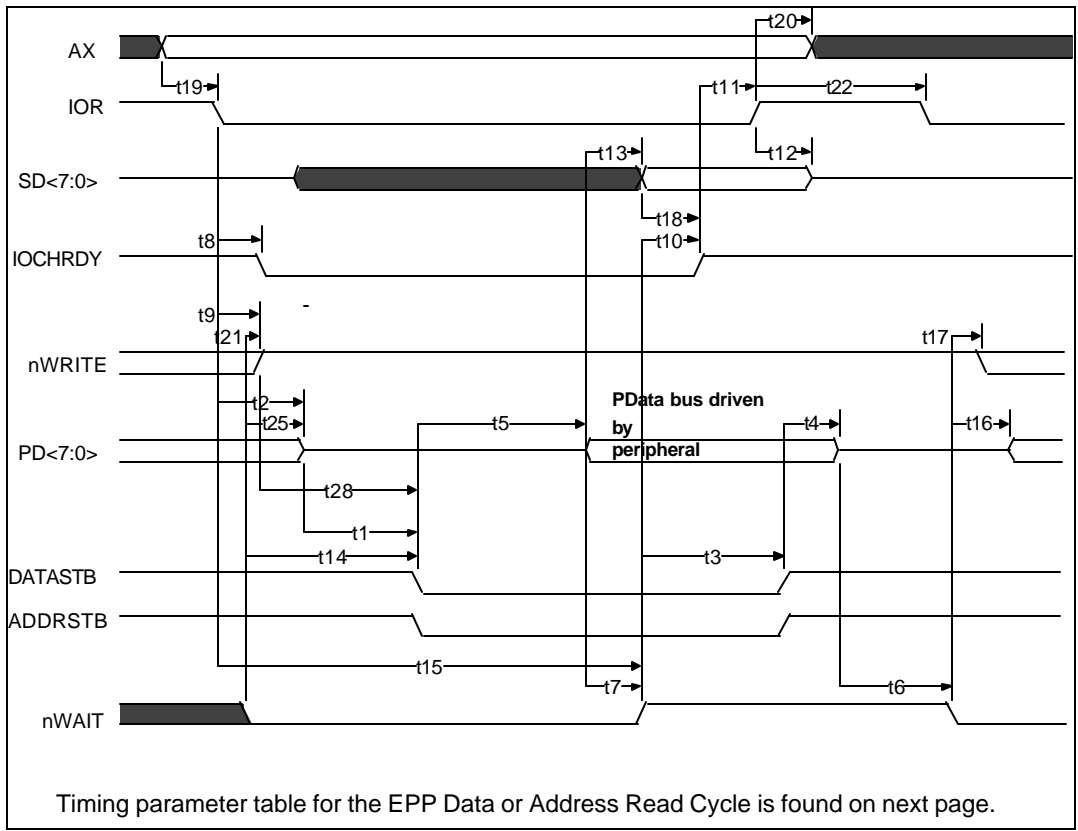 t20
AX
t19
t11
t22
IOR
t13
t12
SD<7:0>
t18
t8
t10
IOCHRDY
t9
t21
t17
nWRITE
t2
PData bus driven
t25
t5
by
t4
t16
PD<7:0>
peripheral
t28
t1
t14
t3
DATASTB
ADDRSTB
t15
t7
t6
nWAIT
Timing parameter table for the EPP Data or Address Read Cycle is found on next page.